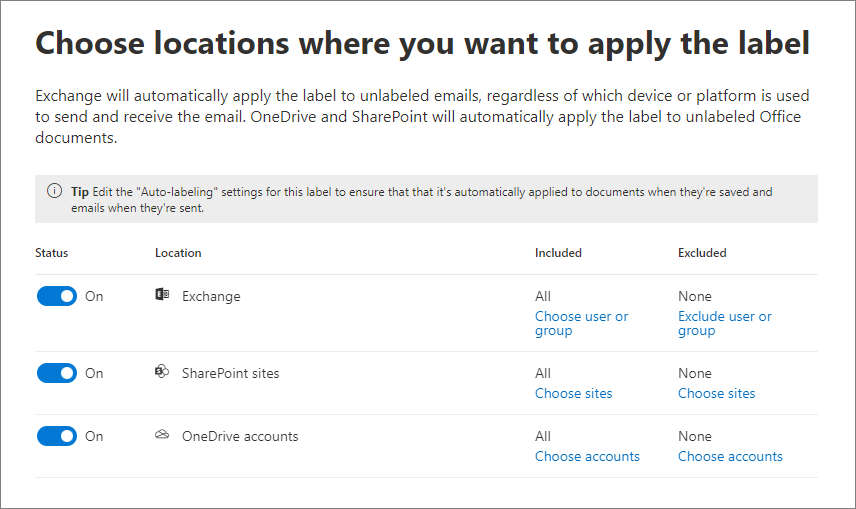 Choose locations where you want to apply the label
Exchange will automatically apply the label to unlabeled emails, regardless of which device or platform is used
to send and receive the email. OneDrive and SharePoint will automatically apply the label to unlabeled Office
documents.
Tip Edit the "Auto-labeling" settings for this label to ensure that that it's automatically applied to documents when they're saved and
emails when they're sent.
Status Location Included Excluded
On Exchange All None
Choose user or Exclude user or
group group
On SharePoint sites All None
Choose sites Choose sites
On OneDrive accounts All None
Choose accounts Choose accounts